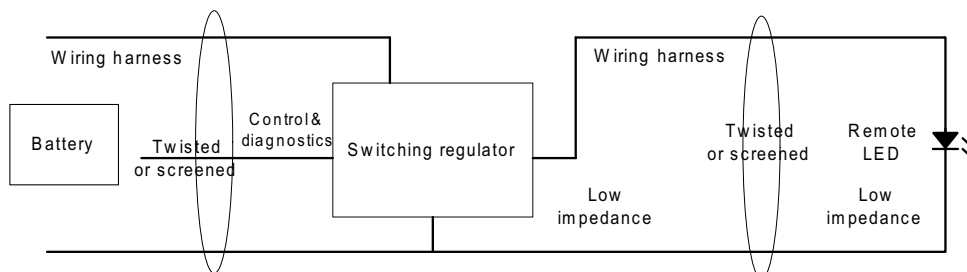 Wiring harness
Battery
Control&
diagnostics
Twisted
or screened
Switching regulator
Wiring harness
Twisted
or screened
Remote
LED
Low
impedance
Low
impedance